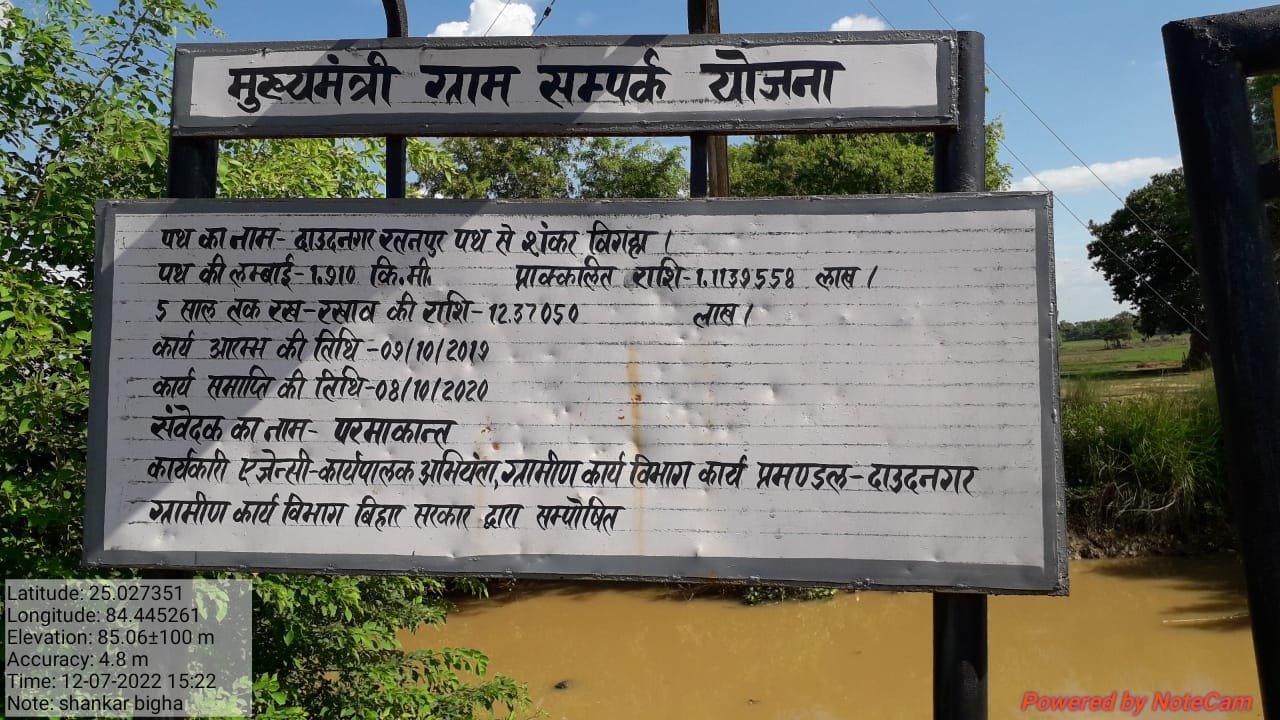 मुख्यमंत्री ग्राम सम्पर्क योजना
पथ का नाम- दाउदनगर रतनपुर पथ से शंकर विगहा ।
पथ की लम्बाई-1.910 कि.मी. प्राक्कलित राशि-1.1139558 लाख ।
5 साल तक रख-रखाव की राशि-12.37050 लाख ।
कार्य आरम्भ की तिथि-09/10/2019
कार्य समाप्ति की तिथि-08/10/2020
संवेदक का नाम- परमाकान्त
कार्यकारी एजेन्सी-कार्यपालक अभियंता, ग्रामीण कार्य विभाग कार्य प्रमण्डल-दाउदनगर
ग्रामीण कार्य विभाग बिहार सरकार द्वारा सम्पोषित
Latitude: 25.027351
Longitude: 84.445261
Elevation: 85.06±100 m
Accuracy: 4.8 m
Time: 12-07-2022 15:22
Note: shankar bigha
Powered by NoteCam